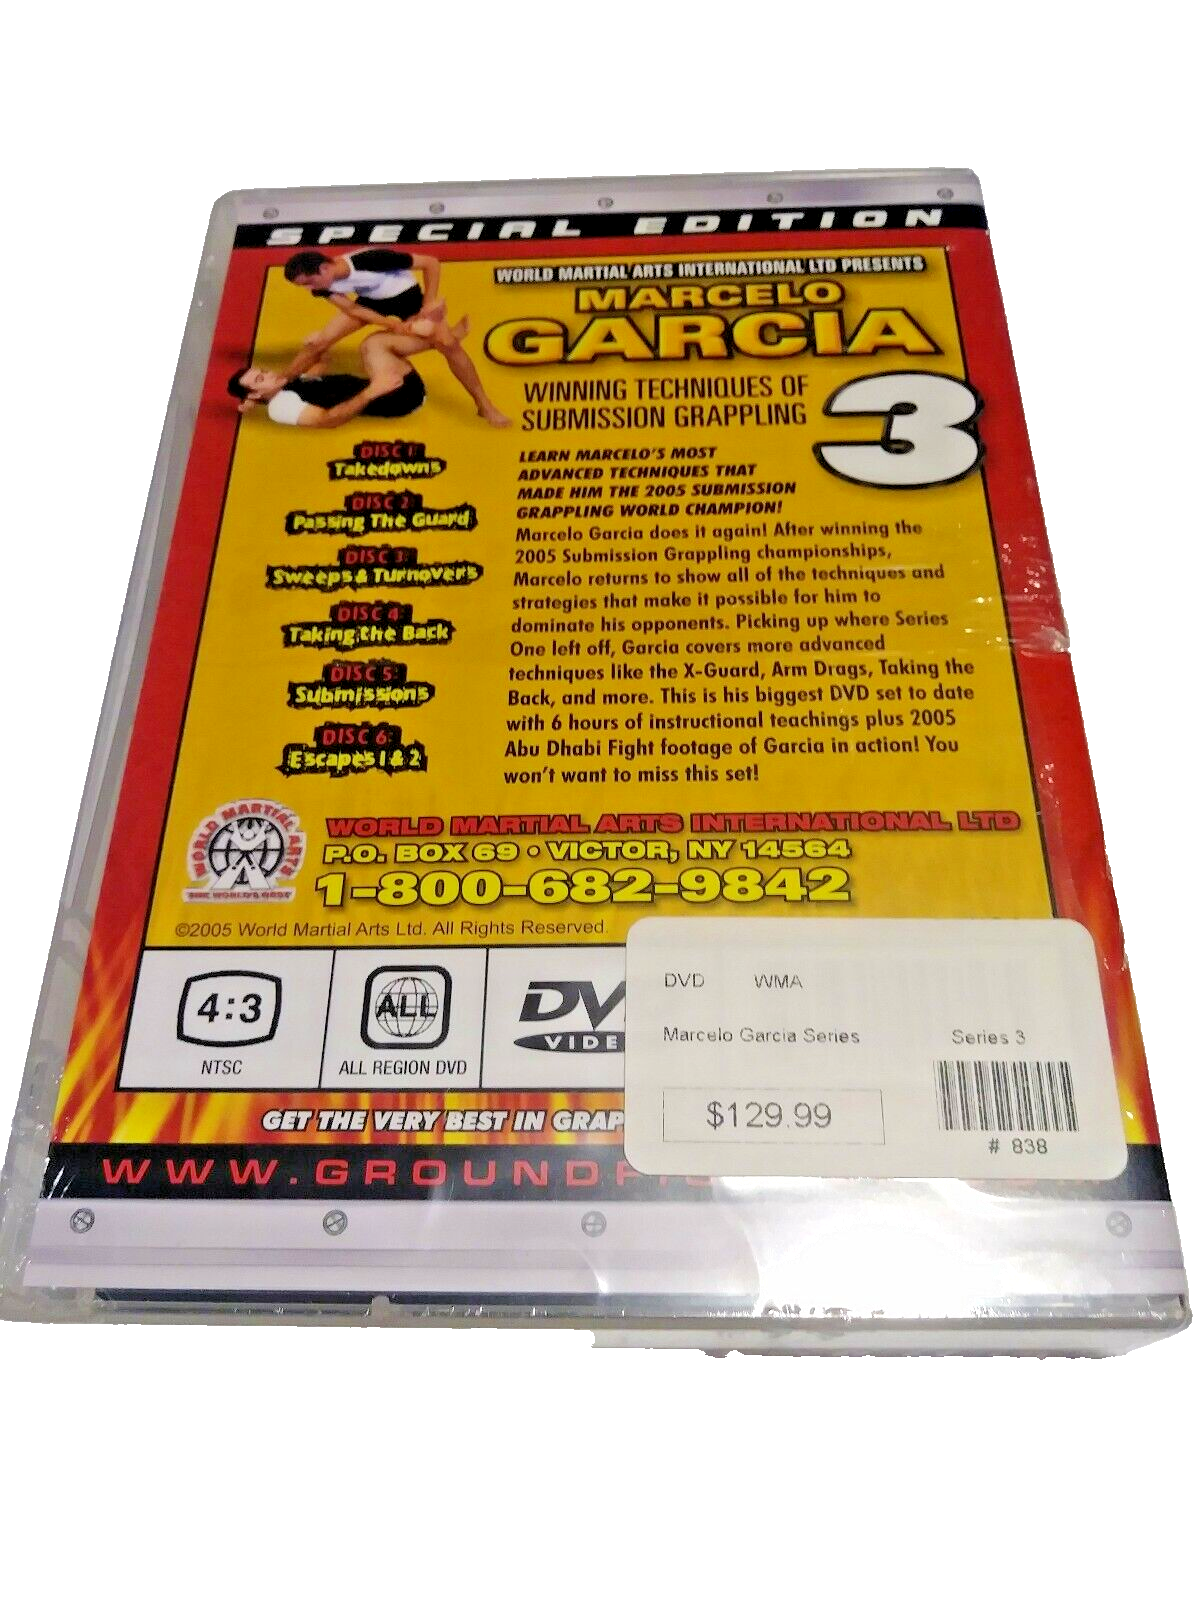 SPECIAL EDITION
WORLD MARTIAL ARTS INTERNATIONAL LTD PRESENTS
MARCELO
GARCIA
3
WINNING TECHNIQUES OF
SUBMISSION GRAPPLING
DISC 1:
Takedowns
DISC 2:
Passing The Guard
DISC 3:
Sweeps & Turnovers
DISC 4:
Taking the Back
DISC 5:
Submissions
DISC 6:
Escapes 1 & 2
LEARN MARCELO'S MOST
ADVANCED TECHNIQUES THAT
MADE HIM THE 2005 SUBMISSION
GRAPPLING WORLD CHAMPION!
Marcelo Garcia does it again! After winning the
2005 Submission Grappling championships,
Marcelo returns to show all of the techniques and
strategies that make it possible for him to
dominate his opponents. Picking up where Series
One left off, Garcia covers more advanced
techniques like the X-Guard, Arm Drags, Taking the
Back, and more. This is his biggest DVD set to date
with 6 hours of instructional teachings plus 2005
Abu Dhabi Fight footage of Garcia in action! You
won't want to miss this set!
WORLD MARTIAL ARTS
WORLD MARTIAL ARTS INTERNATIONAL LTD
P.O. BOX 69 • VICTOR, NY 14564
1-800-682-9842
©2005 World Martial Arts Ltd. All Rights Reserved.
4:3
NTSC
ALL
ALL REGION DVD
DV
VIDE
DVD WMA
Marcelo Garcia Series Series 3
$129.99
# 838
GET THE VERY BEST IN GRAP
WWW.GROUNDFI